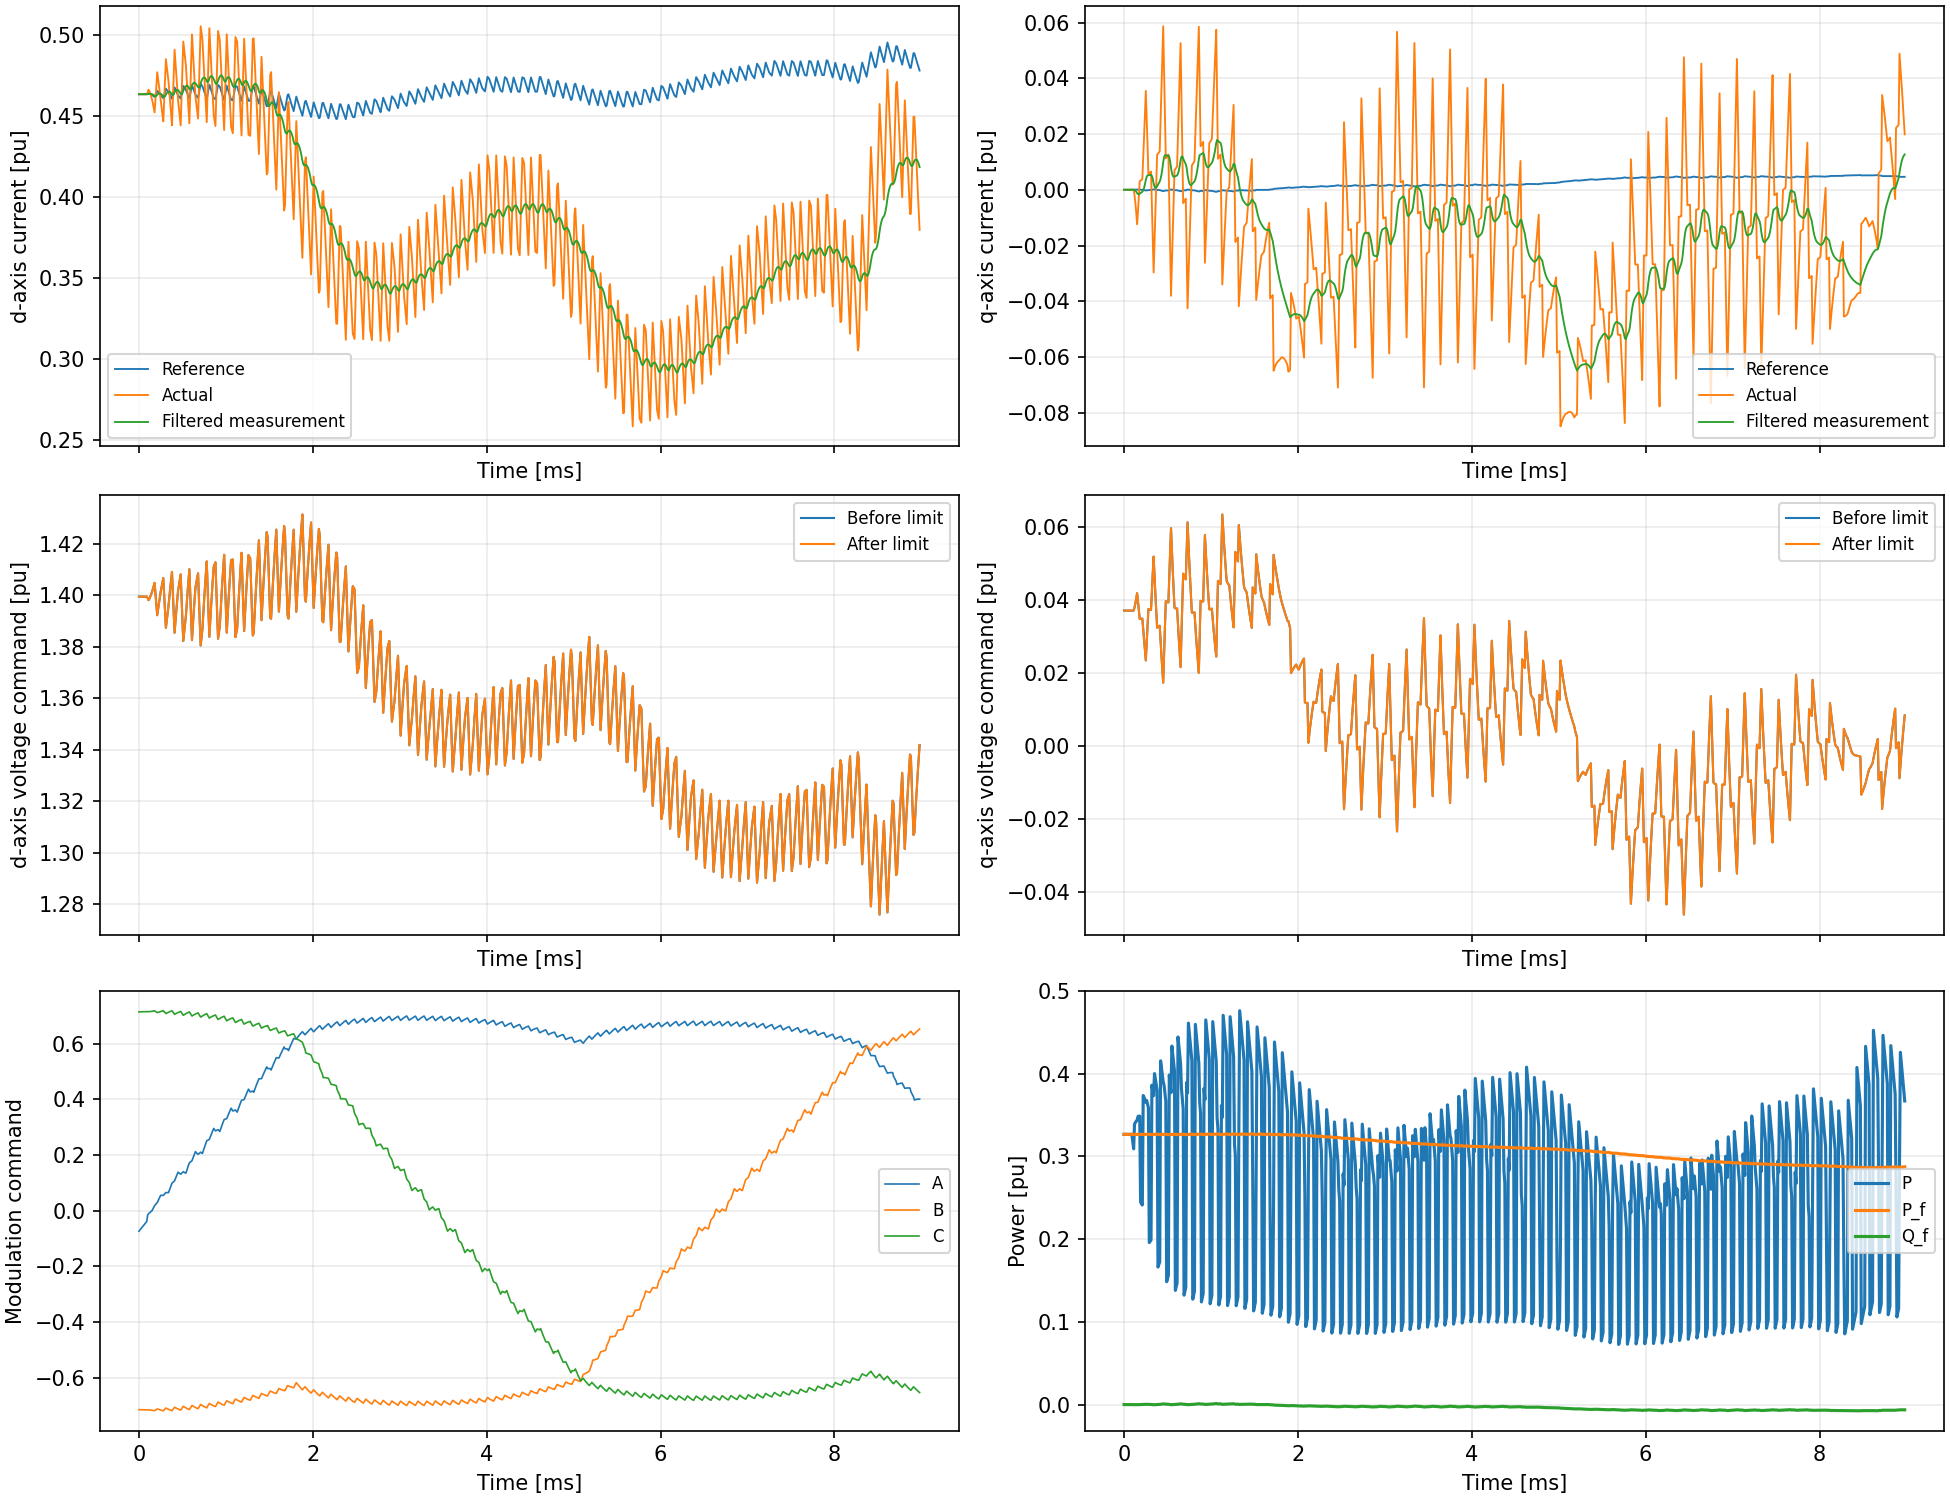 d-axis current [pu]
0.50
0.45
0.40
0.35
0.30
0.25
Reference
Actual
Filtered measurement
Time [ms]
q-axis current [pu]
0.06
0.04
0.02
0.00
−0.02
−0.04
−0.06
−0.08
Reference
Actual
Filtered measurement
Time [ms]
d-axis voltage command [pu]
1.42
1.40
1.38
1.36
1.34
1.32
1.30
1.28
Before limit
After limit
Time [ms]
q-axis voltage command [pu]
0.06
0.04
0.02
0.00
−0.02
−0.04
Before limit
After limit
Time [ms]
Modulation command
0.6
0.4
0.2
0.0
−0.2
−0.4
−0.6
A
B
C
0 2 4 6 8
Time [ms]
Power [pu]
0.5
0.4
0.3
0.2
0.1
0.0
P
P_f
Q_f
0 2 4 6 8
Time [ms]